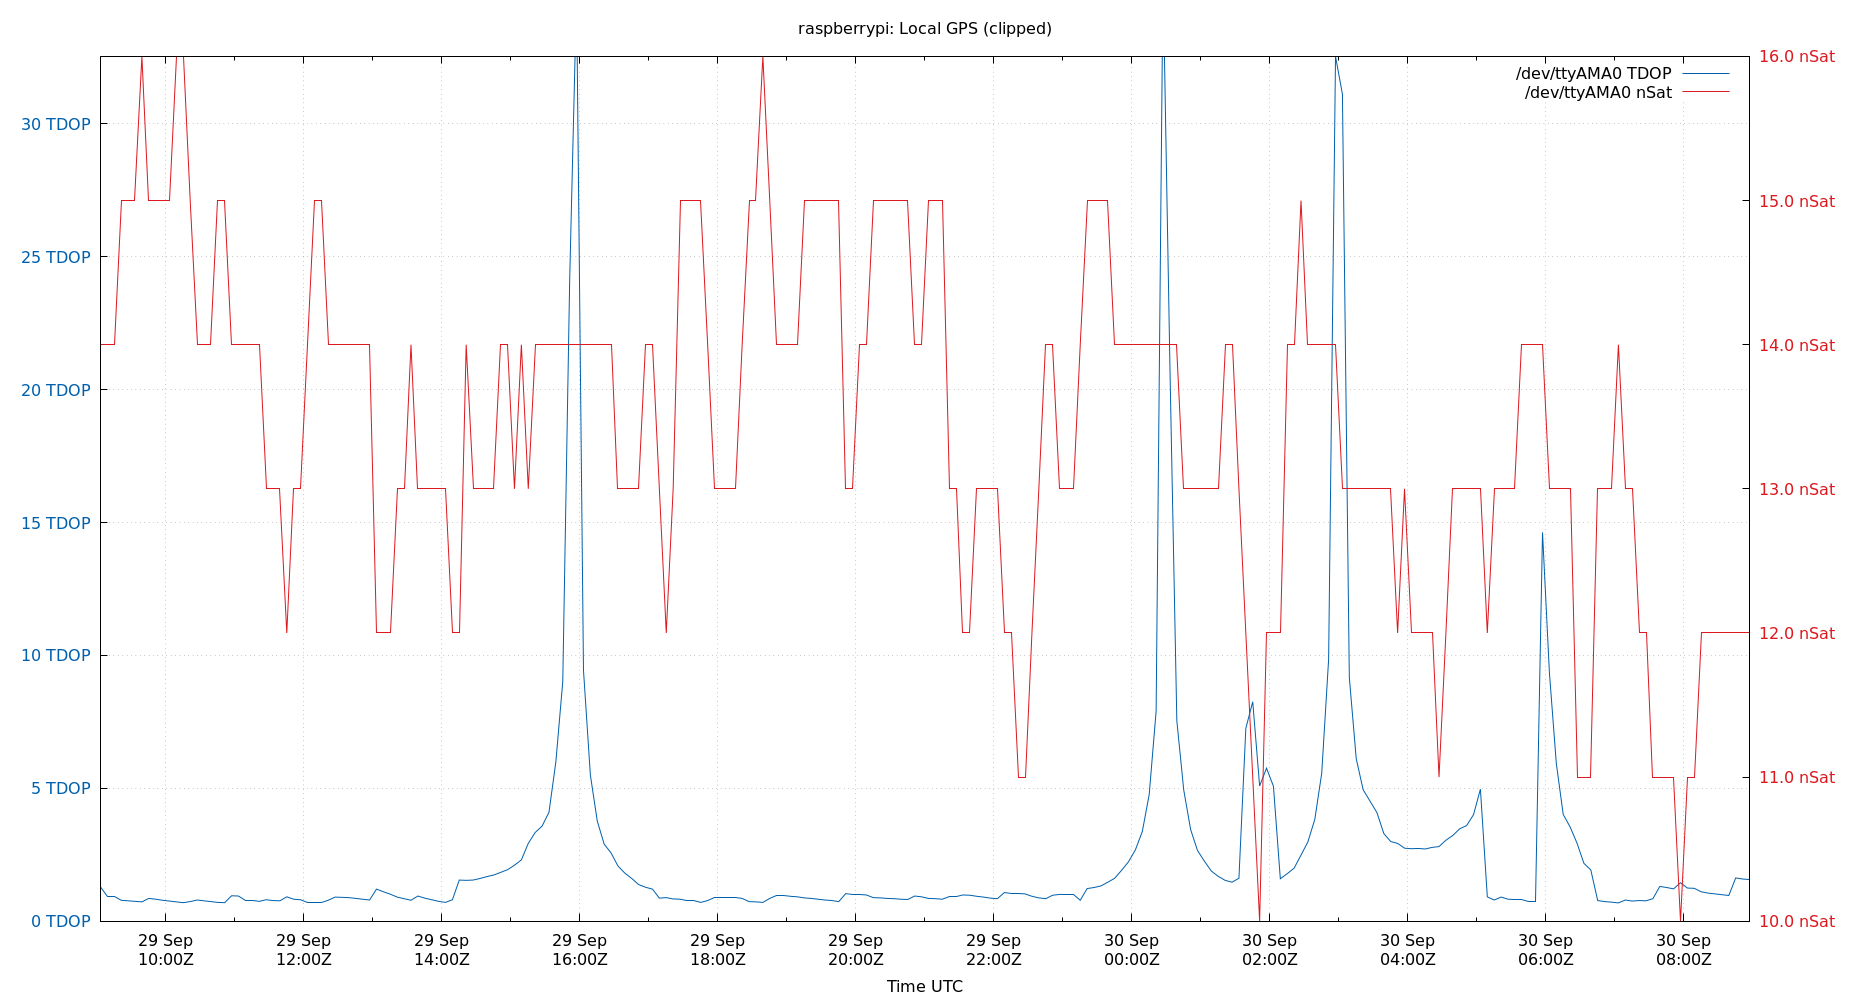 raspberrypi: Local GPS (clipped)
/dev/ttyAMA0 TDOP
/dev/ttyAMA0 nSat
30 TDOP
25 TDOP
20 TDOP
15 TDOP
10 TDOP
5 TDOP
0 TDOP
16.0 nSat
15.0 nSat
14.0 nSat
13.0 nSat
12.0 nSat
11.0 nSat
10.0 nSat
29 Sep 29 Sep 29 Sep 29 Sep 29 Sep 29 Sep 29 Sep 30 Sep 30 Sep 30 Sep 30 Sep 30 Sep
10:00Z 12:00Z 14:00Z 16:00Z 18:00Z 20:00Z 22:00Z 00:00Z 02:00Z 04:00Z 06:00Z 08:00Z
Time UTC